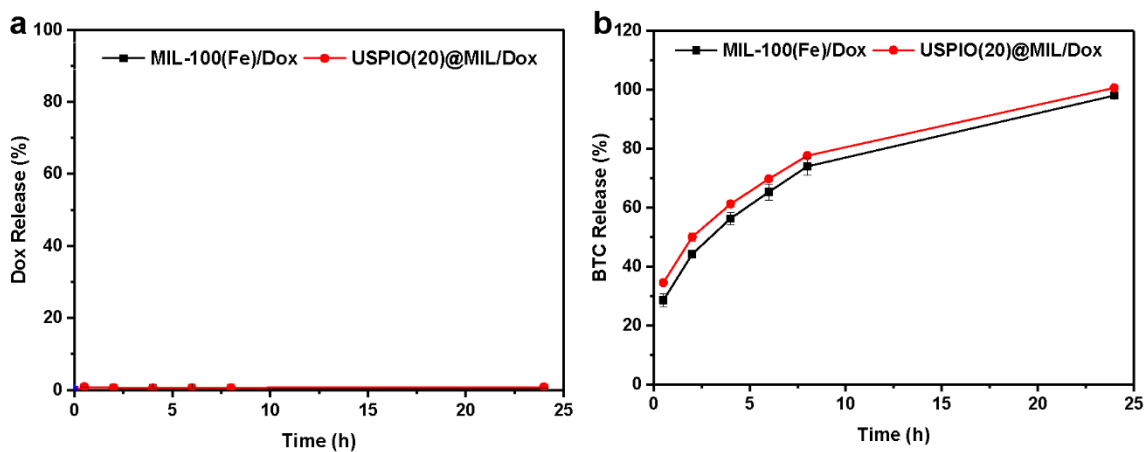 a
MIL-100(Fe)/Dox USPIO(20)@MIL/Dox
Dox Release (%)
100
80
60
40
20
0
0 5 10 15 20 25
Time (h)
b
MIL-100(Fe)/Dox USPIO(20)@MIL/Dox
BTC Release (%)
120
100
80
60
40
20
0
0 5 10 15 20 25
Time (h)